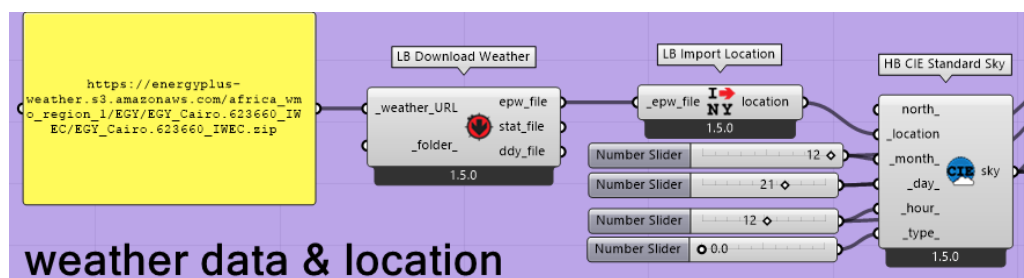 https://energyplus-
weather.s3.amazonaws.com/africa_wm
o_region_1/EGY/EGY_Cairo.623660_IW
EC/EGY_Cairo.623660_IWEC.zip
LB Download Weather
_weather_URL
_folder_
epw_file
stat_file
ddy_file
1.5.0
LB Import Location
_epw_file
I
NY
location
1.5.0
Number Slider 12
Number Slider 21
Number Slider 12
Number Slider 0.0
HB CIE Standard Sky
north_
_location
_month_
_day_
_hour_
_type_
CIE
sky
1.5.0
weather data & location